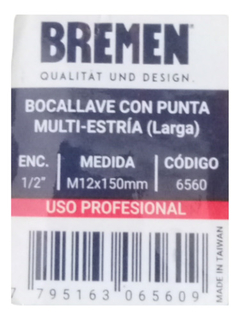 BREMEN
QUALITÄT UND DESIGN.
BOCALLAVE CON PUNTA
MULTI-ESTRÍA (Larga)
ENC. MEDIDA CÓDIGO
1/2" M12x150mm 6560
USO PROFESIONAL
7 795163 065609
MADE IN TAIWAN